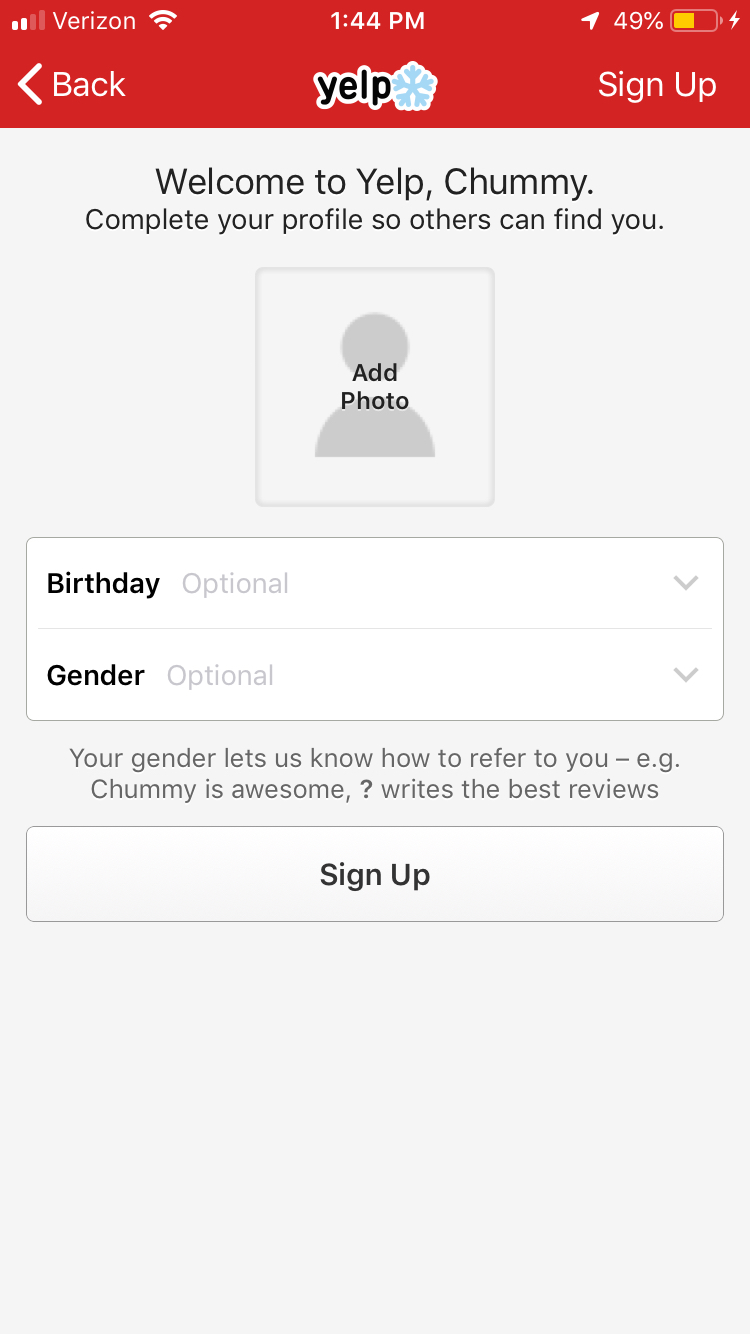 Verizon 1:44 PM 49%
Back yelp Sign Up
Welcome to Yelp, Chummy.
Complete your profile so others can find you.
Add
Photo
Birthday Optional
Gender Optional
Your gender lets us know how to refer to you – e.g.
Chummy is awesome, ? writes the best reviews
Sign Up